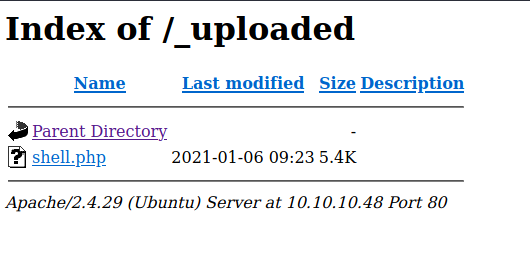 Index of /_uploaded
Name Last modified Size Description
Parent Directory -
shell.php 2021-01-06 09:23 5.4K
Apache/2.4.29 (Ubuntu) Server at 10.10.10.48 Port 80